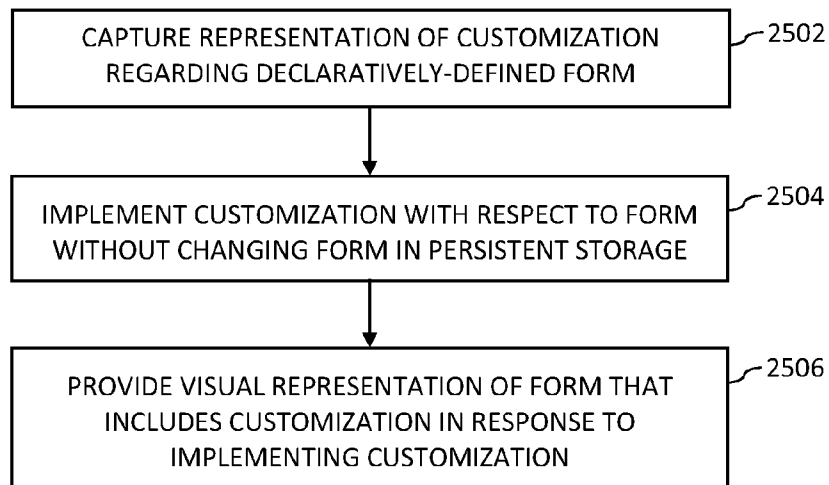 CAPTURE REPRESENTATION OF CUSTOMIZATION
REGARDING DECLARATIVELY-DEFINED FORM
2502
IMPLEMENT CUSTOMIZATION WITH RESPECT TO FORM
WITHOUT CHANGING FORM IN PERSISTENT STORAGE
2504
PROVIDE VISUAL REPRESENTATION OF FORM THAT
INCLUDES CUSTOMIZATION IN RESPONSE TO
IMPLEMENTING CUSTOMIZATION
2506